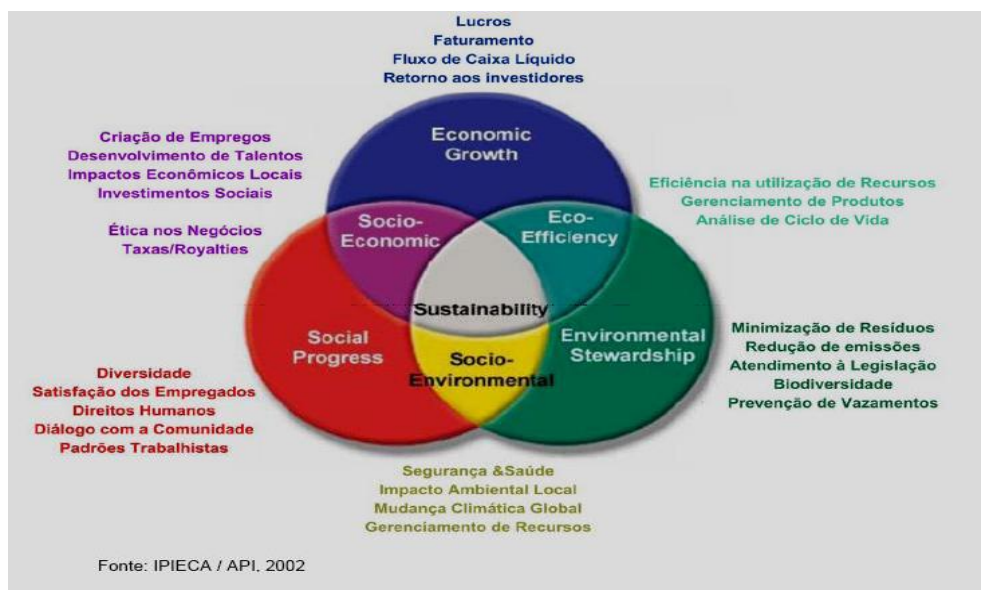 Lucros
Faturamento
Fluxo de Caixa Líquido
Retorno aos investidores
Economic
Growth
Criação de Empregos
Desenvolvimento de Talentos
Impactos Econômicos Locais
Investimentos Sociais
Ética nos Negócios
Taxas/Royalties
Socio-
Economic
Eco-
Efficiency
Eficiência na utilização de Recursos
Gerenciamento de Produtos
Análise de Ciclo de Vida
Sustainability
Social
Progress
Socio-
Environmental
Environmental
Stewardship
Minimização de Resíduos
Redução de emissões
Atendimento à Legislação
Biodiversidade
Prevenção de Vazamentos
Diversidade
Satisfação dos Empregados
Direitos Humanos
Diálogo com a Comunidade
Padrões Trabalhistas
Segurança &Saúde
Impacto Ambiental Local
Mudança Climática Global
Gerenciamento de Recursos
Fonte: IPIECA / API, 2002